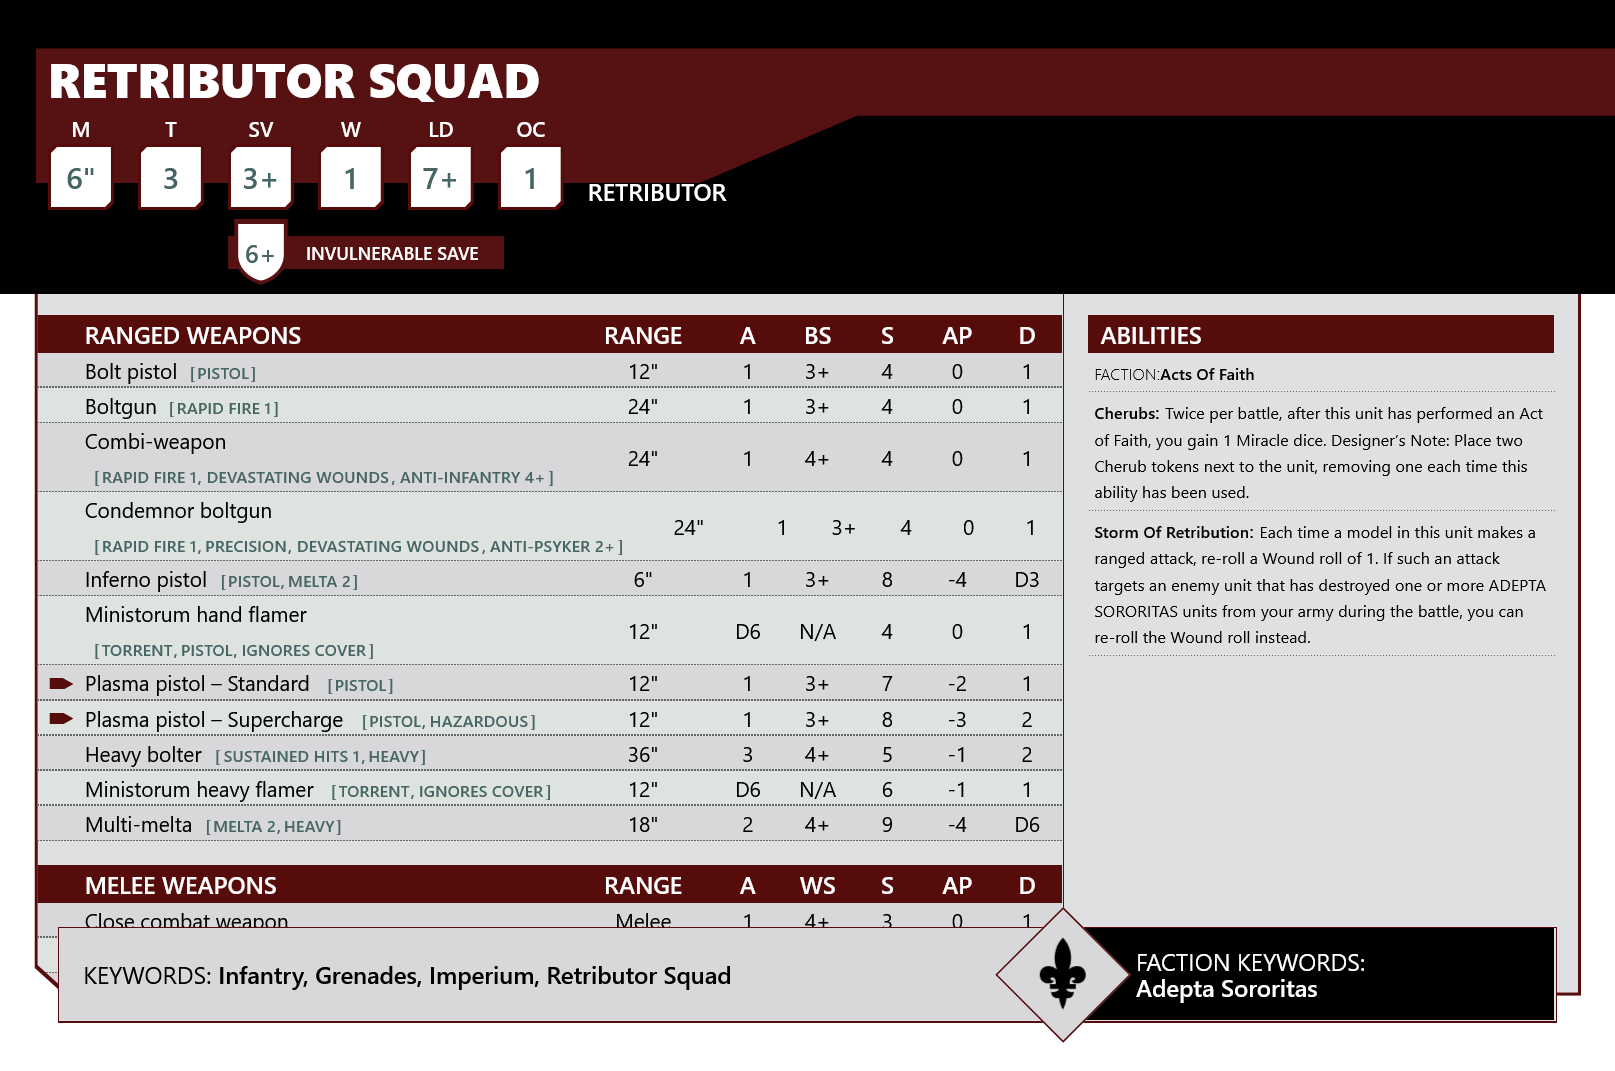 RETRIBUTOR SQUAD
M T SV W LD OC
6" 3 3+ 1 7+ 1 RETRIBUTOR
6+ INVULNERABLE SAVE
RANGED WEAPONS RANGE A BS S AP D
Bolt pistol [PISTOL] 12" 1 3+ 4 0 1
Boltgun [RAPID FIRE 1] 24" 1 3+ 4 0 1
Combi-weapon
[RAPID FIRE 1, DEVASTATING WOUNDS, ANTI-INFANTRY 4+] 24" 1 4+ 4 0 1
Condemnor boltgun
[RAPID FIRE 1, PRECISION, DEVASTATING WOUNDS, ANTI-PSYKER 2+] 24" 1 3+ 4 0 1
Inferno pistol [PISTOL, MELTA 2] 6" 1 3+ 8 -4 D3
Ministorum hand flamer
[TORRENT, PISTOL, IGNORES COVER] 12" D6 N/A 4 0 1
Plasma pistol – Standard [PISTOL] 12" 1 3+ 7 -2 1
Plasma pistol – Supercharge [PISTOL, HAZARDOUS] 12" 1 3+ 8 -3 2
Heavy bolter [SUSTAINED HITS 1, HEAVY] 36" 3 4+ 5 -1 2
Ministorum heavy flamer [TORRENT, IGNORES COVER] 12" D6 N/A 6 -1 1
Multi-melta [MELTA 2, HEAVY] 18" 2 4+ 9 -4 D6
MELEE WEAPONS RANGE A WS S AP D
Close combat weapon Melee 1 4+ 3 0 1
ABILITIES
FACTION:Acts Of Faith
Cherubs: Twice per battle, after this unit has performed an Act
of Faith, you gain 1 Miracle dice. Designer's Note: Place two
Cherub tokens next to the unit, removing one each time this
ability has been used.
Storm Of Retribution: Each time a model in this unit makes a
ranged attack, re-roll a Wound roll of 1. If such an attack
targets an enemy unit that has destroyed one or more ADEPTA
SORORITAS units from your army during the battle, you can
re-roll the Wound roll instead.
KEYWORDS: Infantry, Grenades, Imperium, Retributor Squad
FACTION KEYWORDS:
Adepta Sororitas